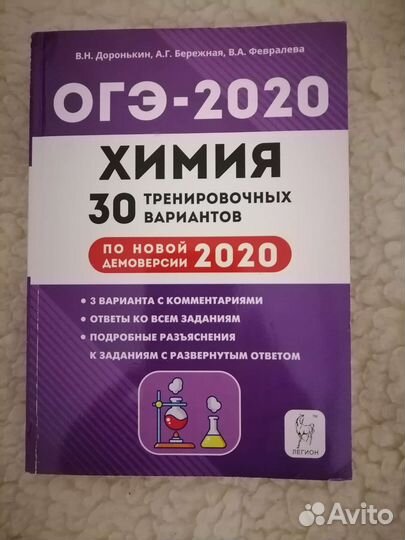 В.Н. Доронькин, А.Г. Бережная, В.А. Февралева
ОГЭ-2020
ХИМИЯ
30 ТРЕНИРОВОЧНЫХ
ВАРИАНТОВ
ПО НОВОЙ
ДЕМОВЕРСИИ 2020
• 3 ВАРИАНТА С КОММЕНТАРИЯМИ
• ОТВЕТЫ КО ВСЕМ ЗАДАНИЯМ
• ПОДРОБНЫЕ РАЗЪЯСНЕНИЯ
К ЗАДАНИЯМ С РАЗВЕРНУТЫМ ОТВЕТОМ
ЛЕГИОН
Avito